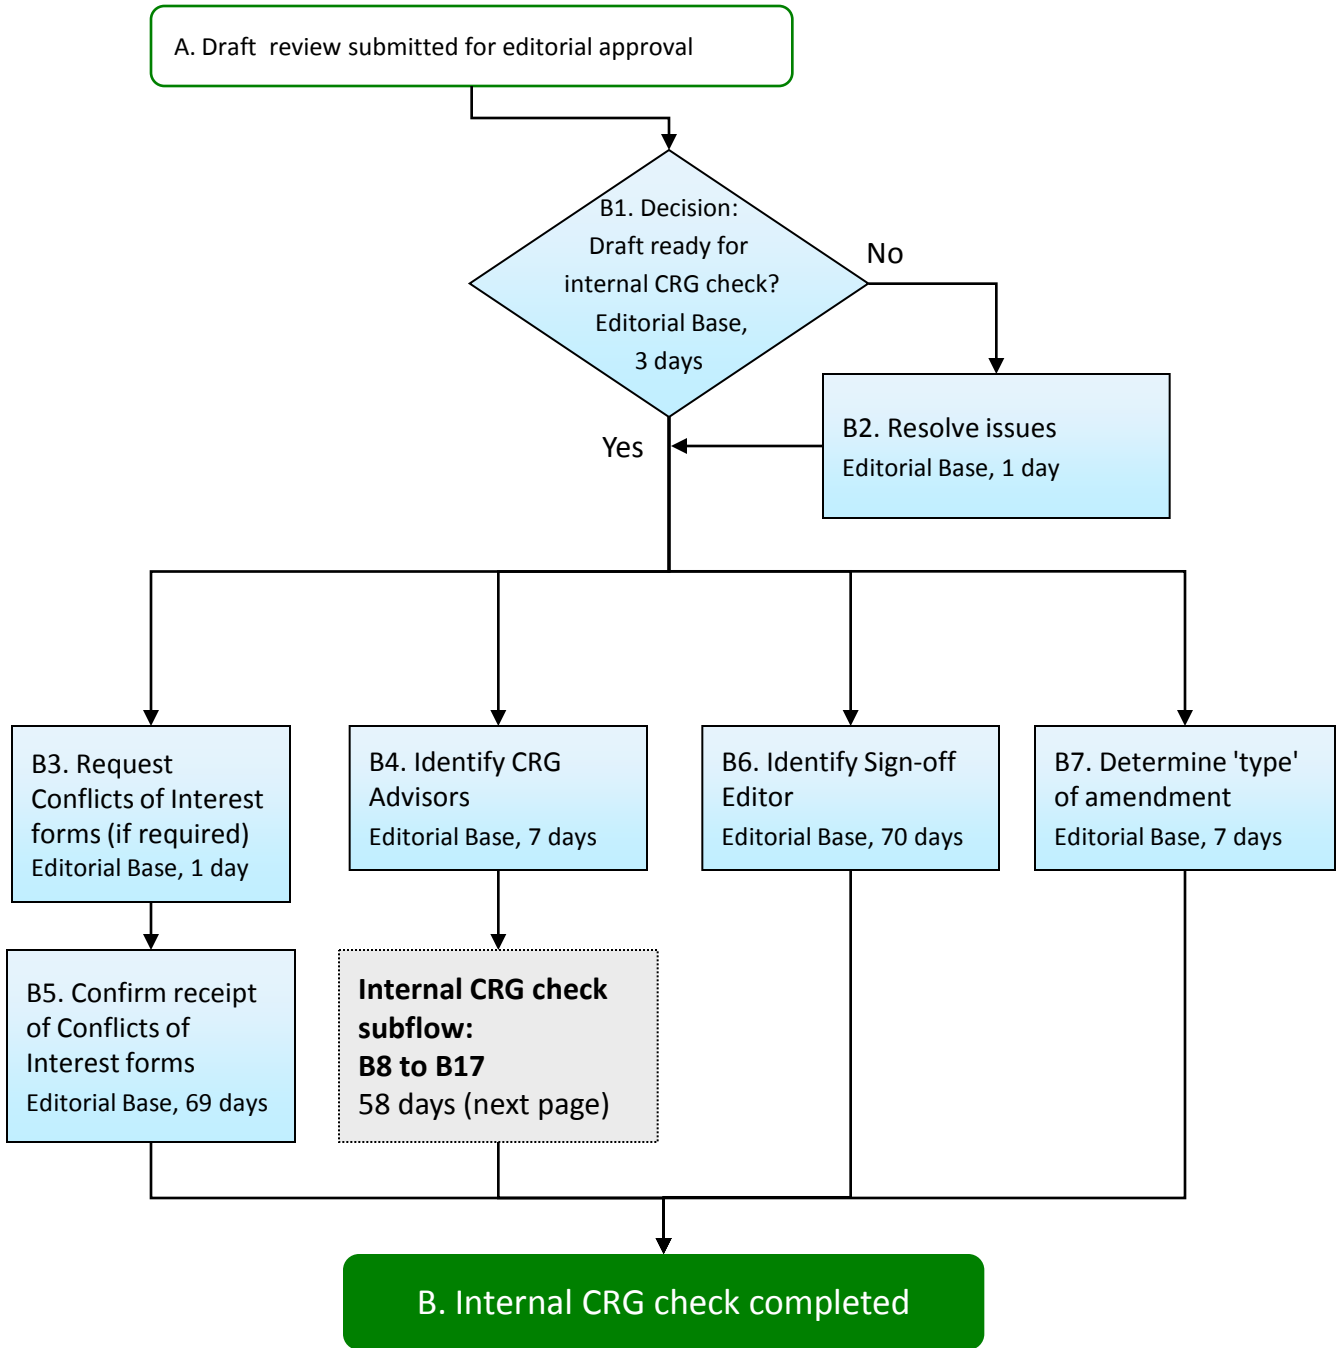 A. Draft  review submitted for editorial approval
B1. Decision:
Draft ready for
internal CRG check?
Editorial Base,
3 days
No
B2. Resolve issues
Editorial Base, 1 day
Yes
B3. Request
Conflicts of Interest
forms (if required)
Editorial Base, 1 day
B4. Identify CRG
Advisors
Editorial Base, 7 days
B6. Identify Sign-off
Editor
Editorial Base, 70 days
B7. Determine 'type'
of amendment
Editorial Base, 7 days
B5. Confirm receipt
of Conflicts of
Interest forms
Editorial Base, 69 days
Internal CRG check
subflow:
B8 to B17
58 days (next page)
B. Internal CRG check completed